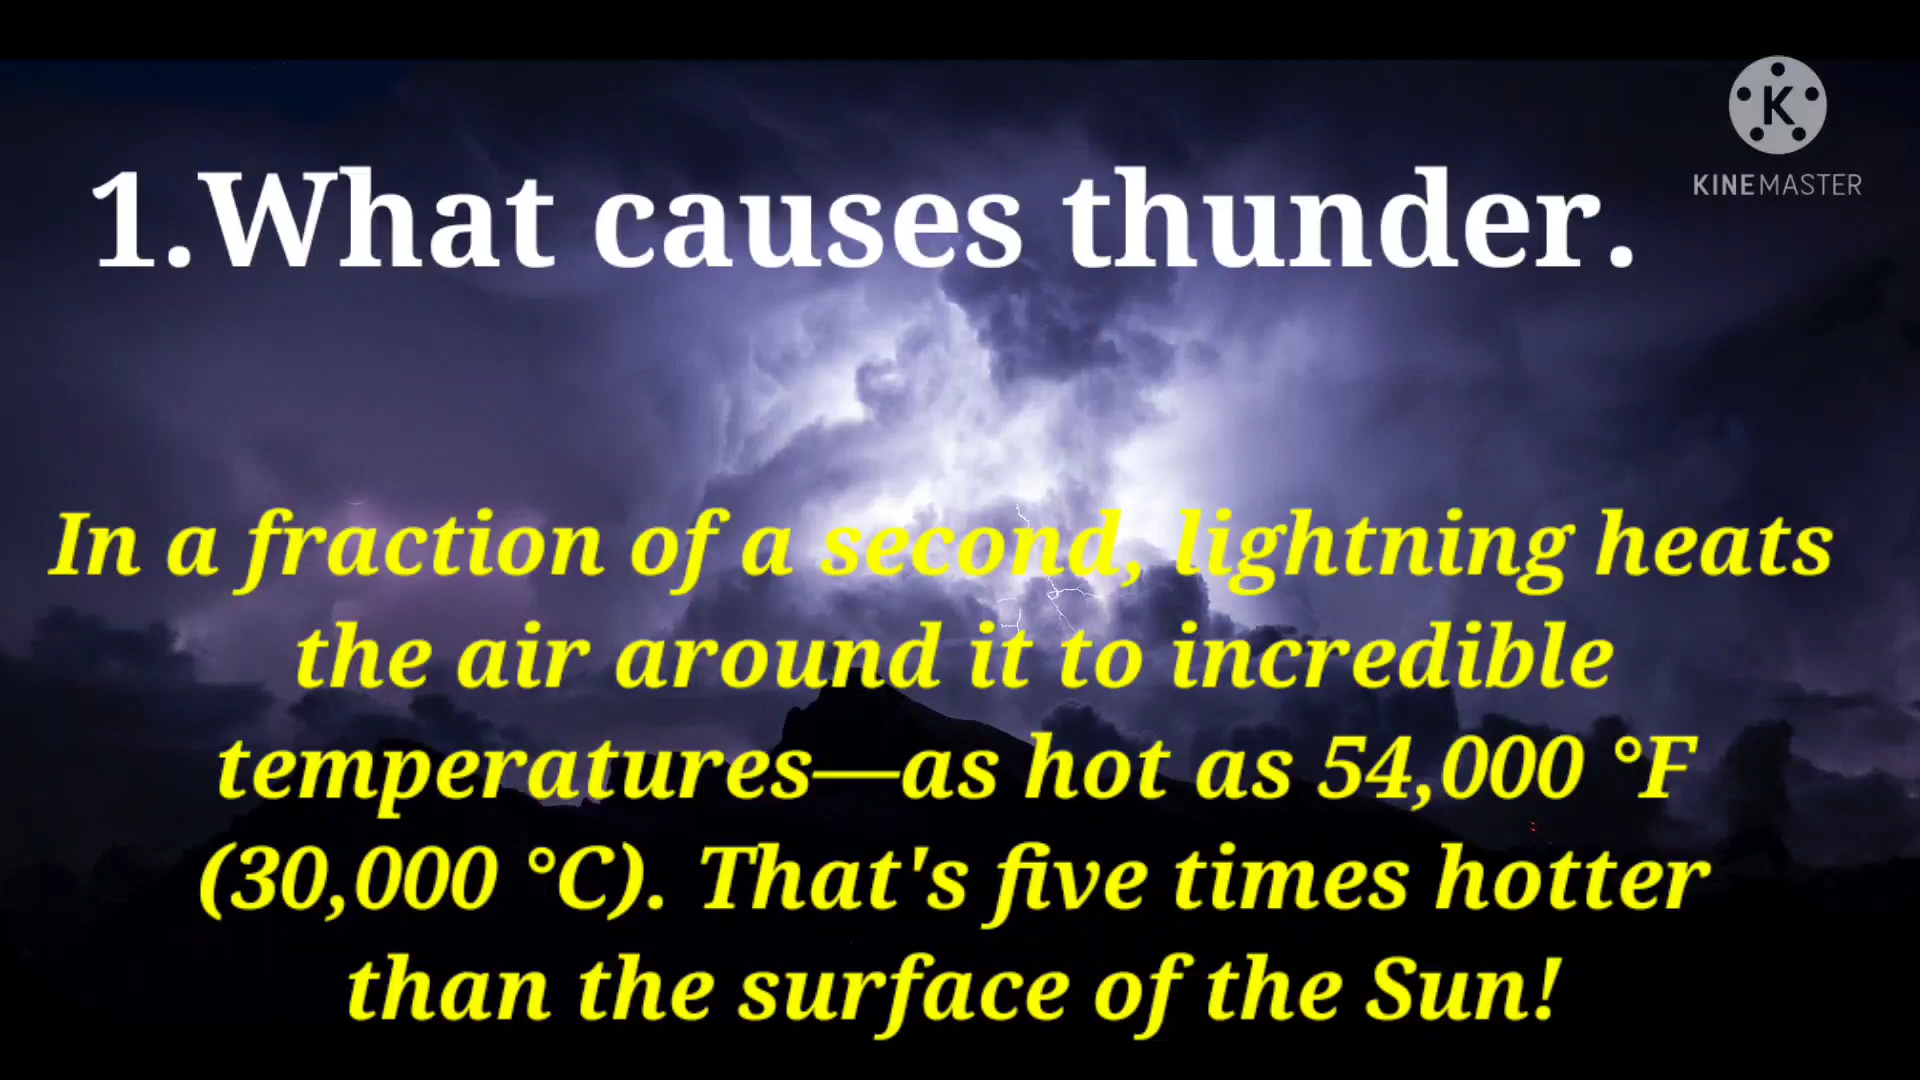 K
KINEMASTER
1.What causes thunder.
In a fraction of a second, lightning heats
the air around it to incredible
temperatures—as hot as 54,000 °F
(30,000 °C). That's five times hotter
than the surface of the Sun!